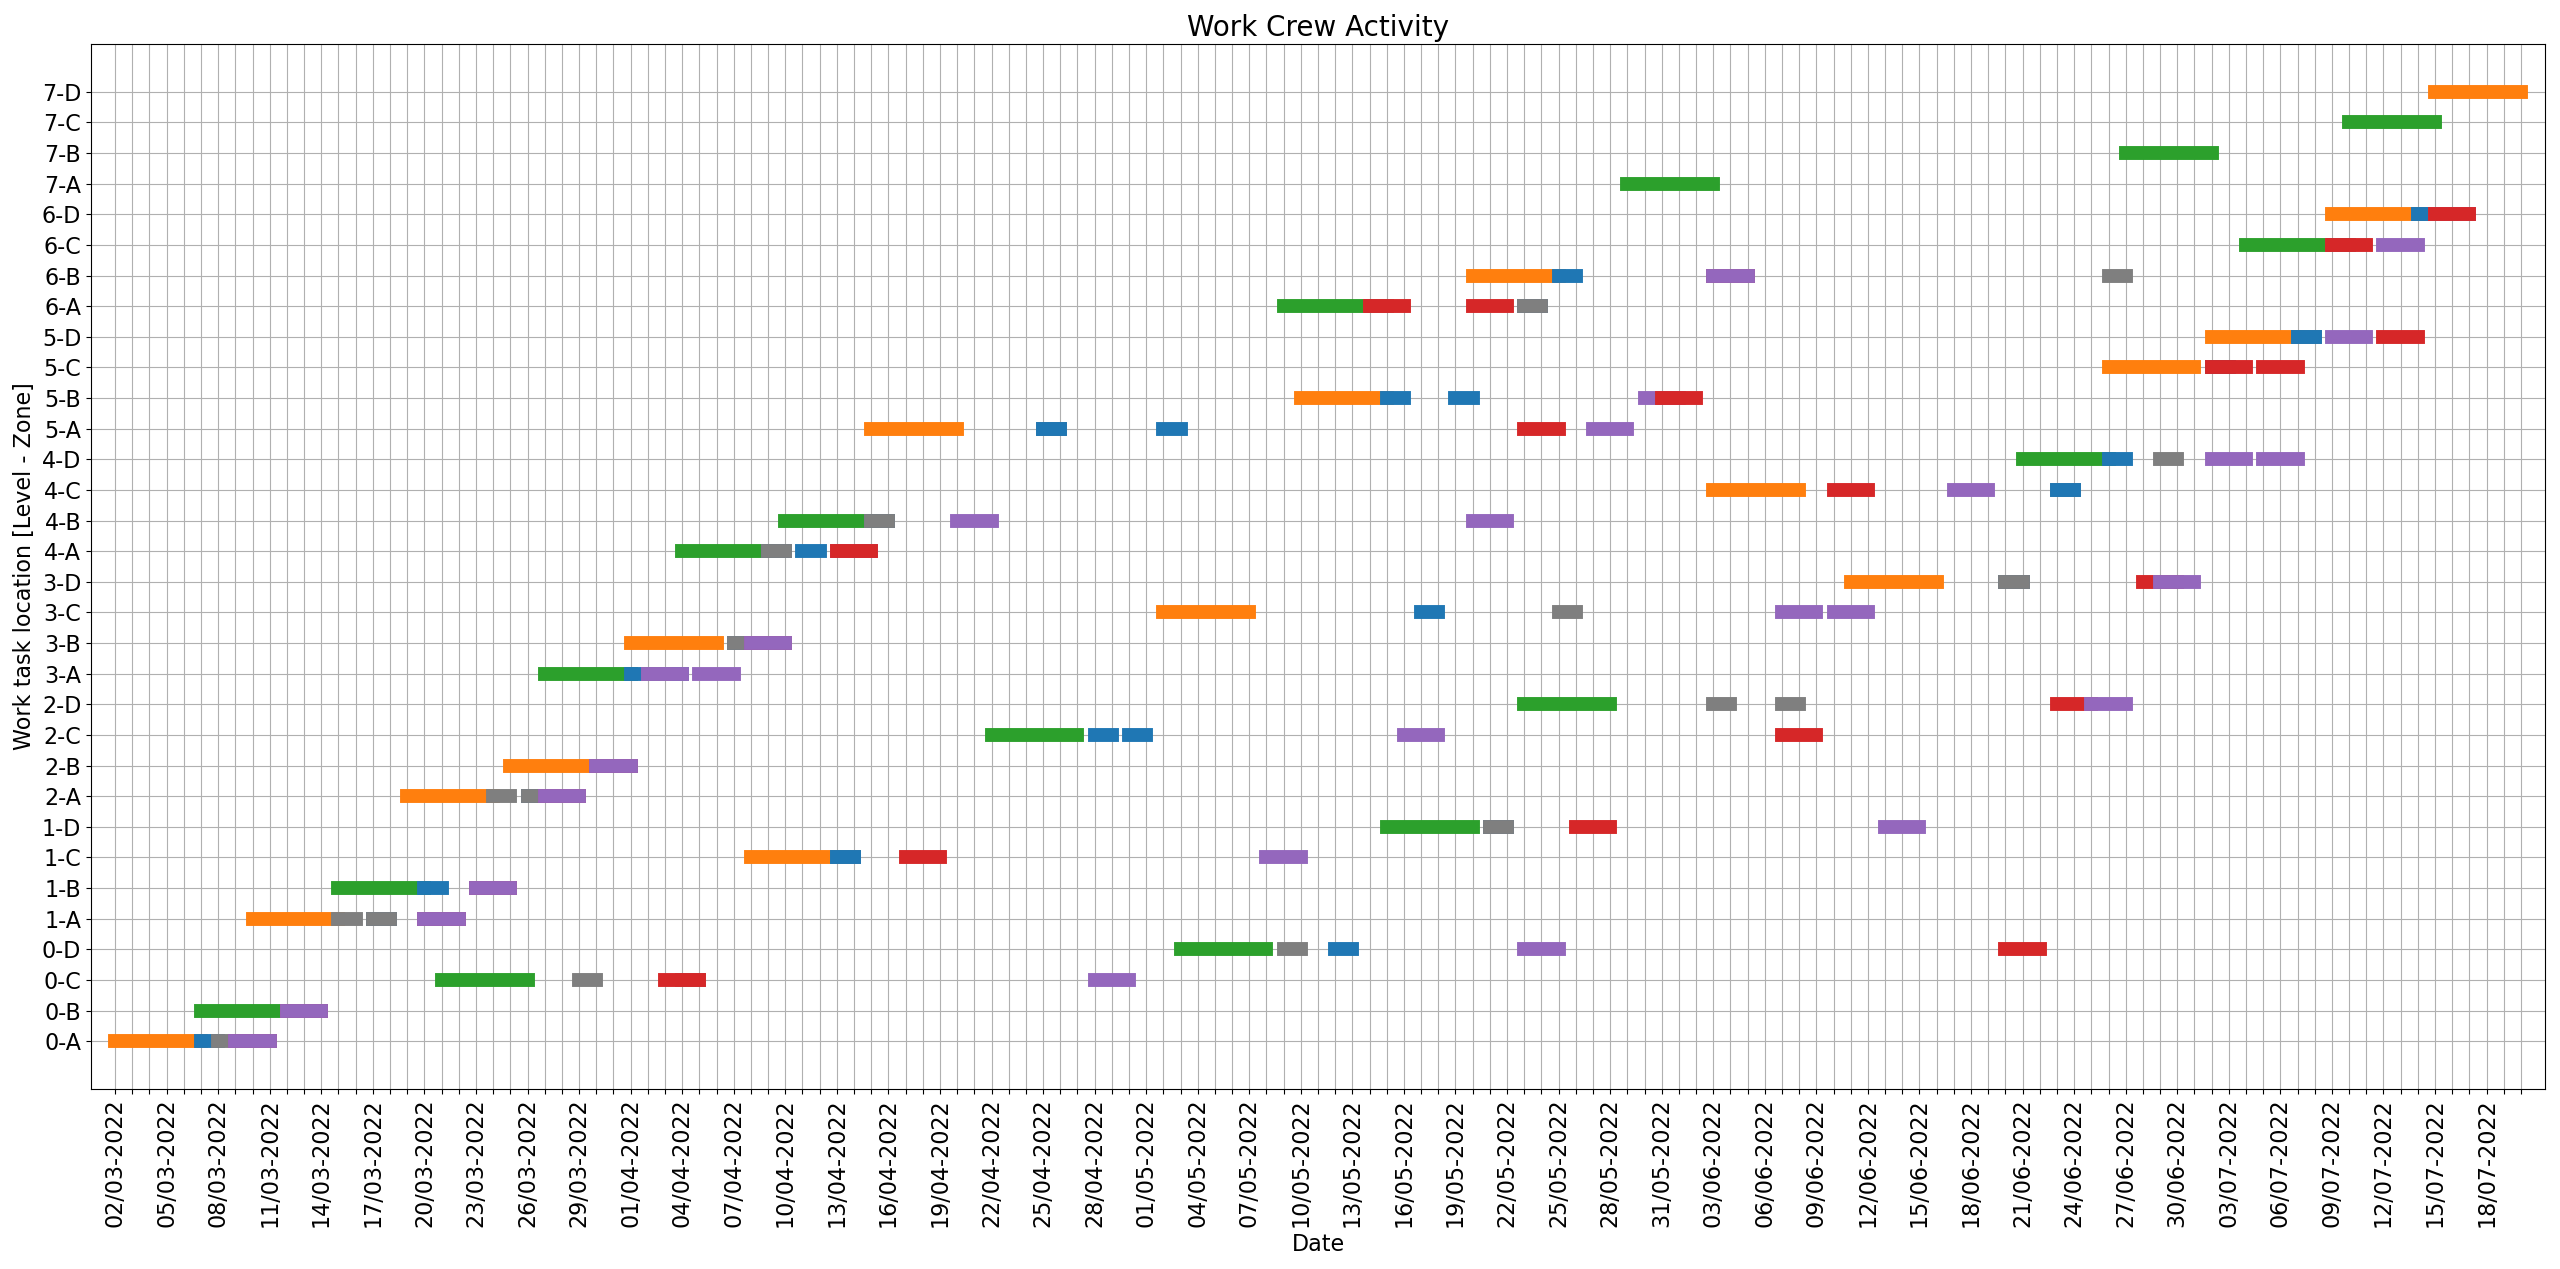 Work Crew Activity
Work task location [Level - Zone]
7-D
7-C
7-B
7-A
6-D
6-C
6-B
6-A
5-D
5-C
5-B
5-A
4-D
4-C
4-B
4-A
3-D
3-C
3-B
3-A
2-D
2-C
2-B
2-A
1-D
1-C
1-B
1-A
0-D
0-C
0-B
0-A
02/03-2022
05/03-2022
08/03-2022
11/03-2022
14/03-2022
17/03-2022
20/03-2022
23/03-2022
26/03-2022
29/03-2022
01/04-2022
04/04-2022
07/04-2022
10/04-2022
13/04-2022
16/04-2022
19/04-2022
22/04-2022
25/04-2022
28/04-2022
01/05-2022
04/05-2022
07/05-2022
10/05-2022
13/05-2022
16/05-2022
19/05-2022
22/05-2022
25/05-2022
28/05-2022
31/05-2022
03/06-2022
06/06-2022
09/06-2022
12/06-2022
15/06-2022
18/06-2022
21/06-2022
24/06-2022
27/06-2022
30/06-2022
03/07-2022
06/07-2022
09/07-2022
12/07-2022
15/07-2022
18/07-2022
Date